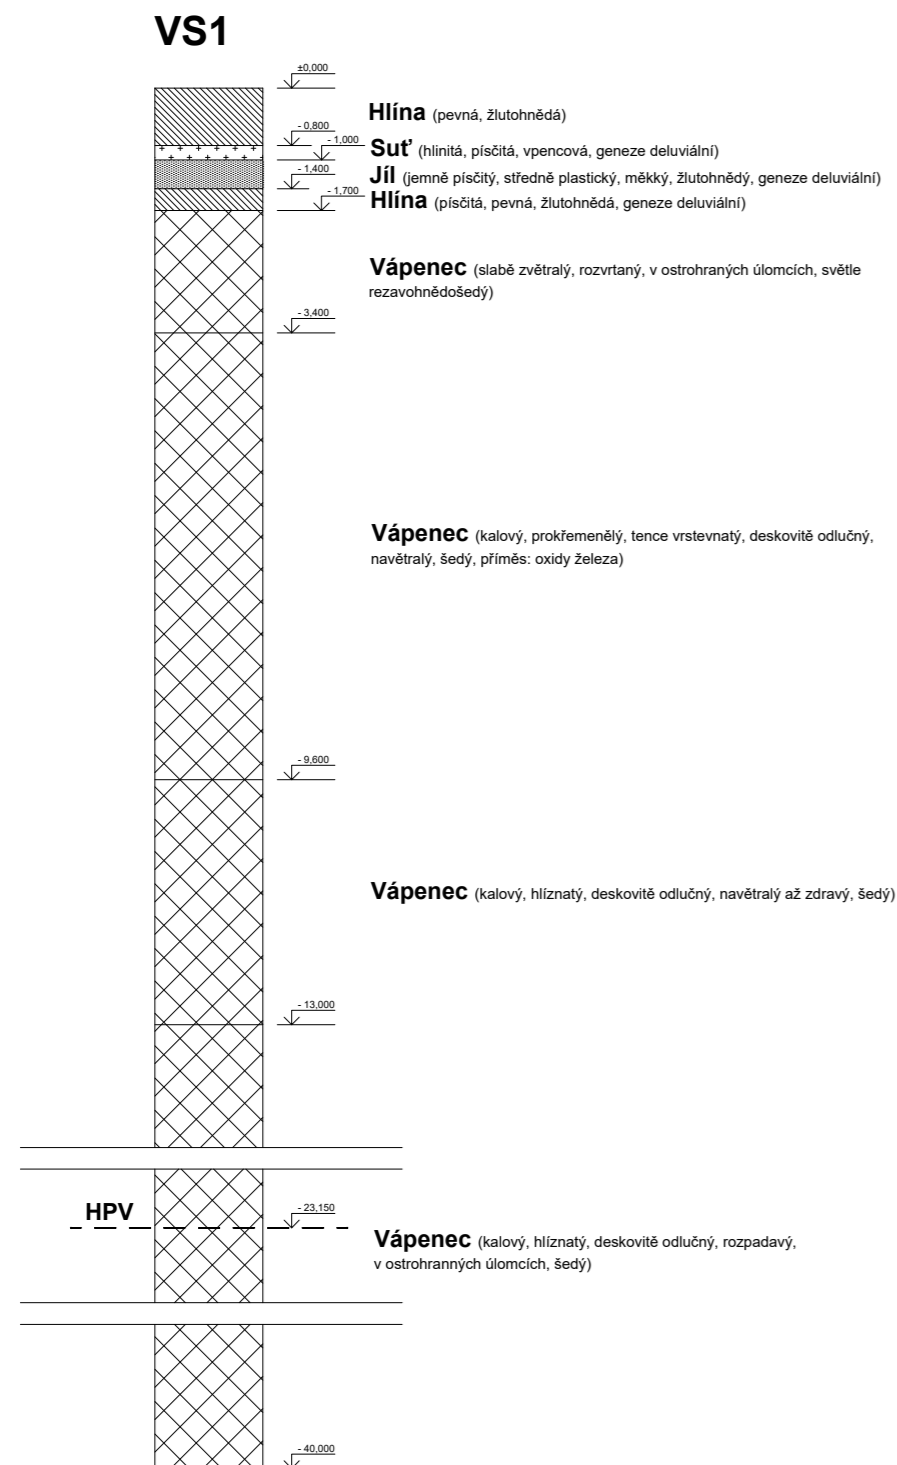 VS1
±0,000
Hlína (pevná, žlutohnědá)
- 0,800
- 1,000
Suť (hlinitá, písčitá, vpencová, geneze deluviální)
- 1,400
Jíl (jemně písčitý, středně plastický, měkký, žlutohnědý, geneze deluviální)
- 1,700
Hlína (písčitá, pevná, žlutohnědá, geneze deluviální)
Vápenec (slabě zvětralý, rozvrtaný, v ostrohraných úlomcích, světle
rezavohnědošedý)
- 3,400
Vápenec (kalový, prokřemenělý, tence vrstevnatý, deskovitě odlučný,
navětralý, šedý, příměs: oxidy železa)
- 9,600
Vápenec (kalový, hlíznatý, deskovitě odlučný, navětralý až zdravý, šedý)
- 13,000
HPV
- 23,150
Vápenec (kalový, hlíznatý, deskovitě odlučný, rozpadavý,
v ostrohranných úlomcích, šedý)
- 40,000